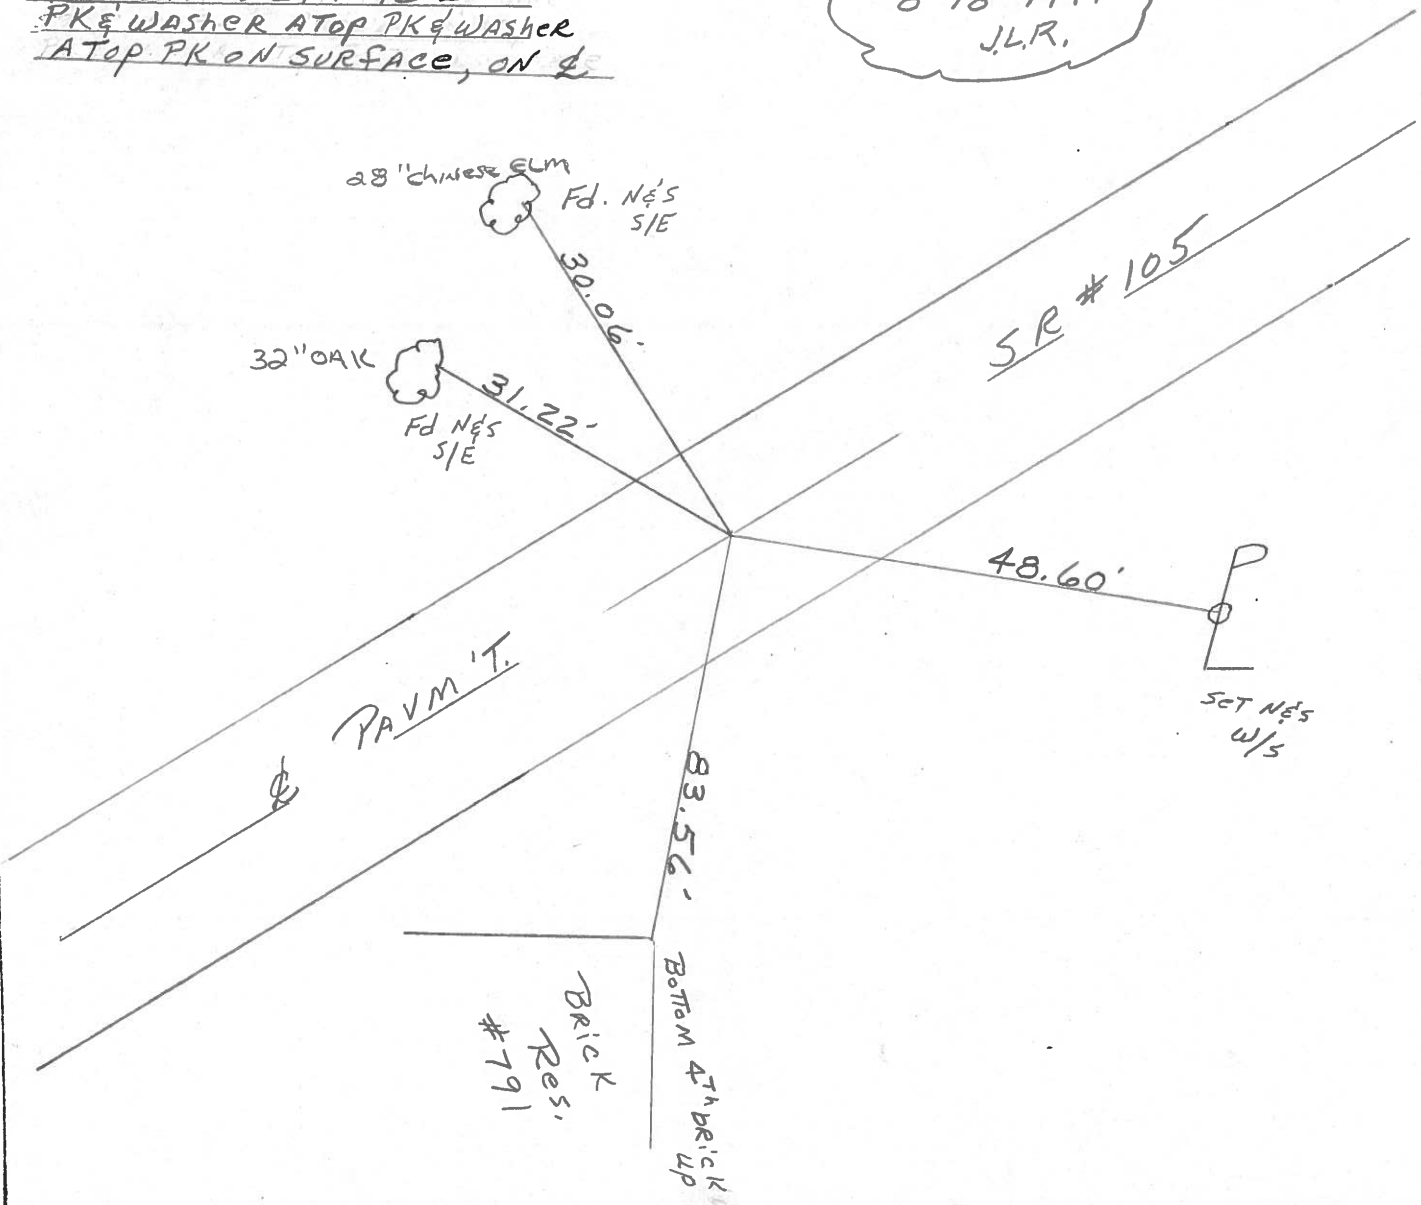 PK & WASHER ATOP PK & WASHER
ATOP PK ON SURFACE, ON ℄
J.L.R.
28" Chinese ELM
Fd. N&S
S/E
30.06'
32" OAK
Fd N&S
S/E
31.22'
SR # 105
48.60'
SET N&S
W/S
PAVM'T.
℄
83.56'
BRICK
Res.
#791
BOTTOM 4Th bRICK
UP